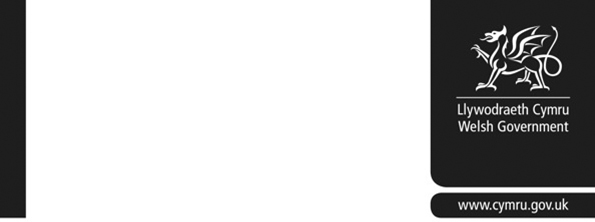 Llywodraeth Cymru
Welsh Government
www.cymru.gov.uk